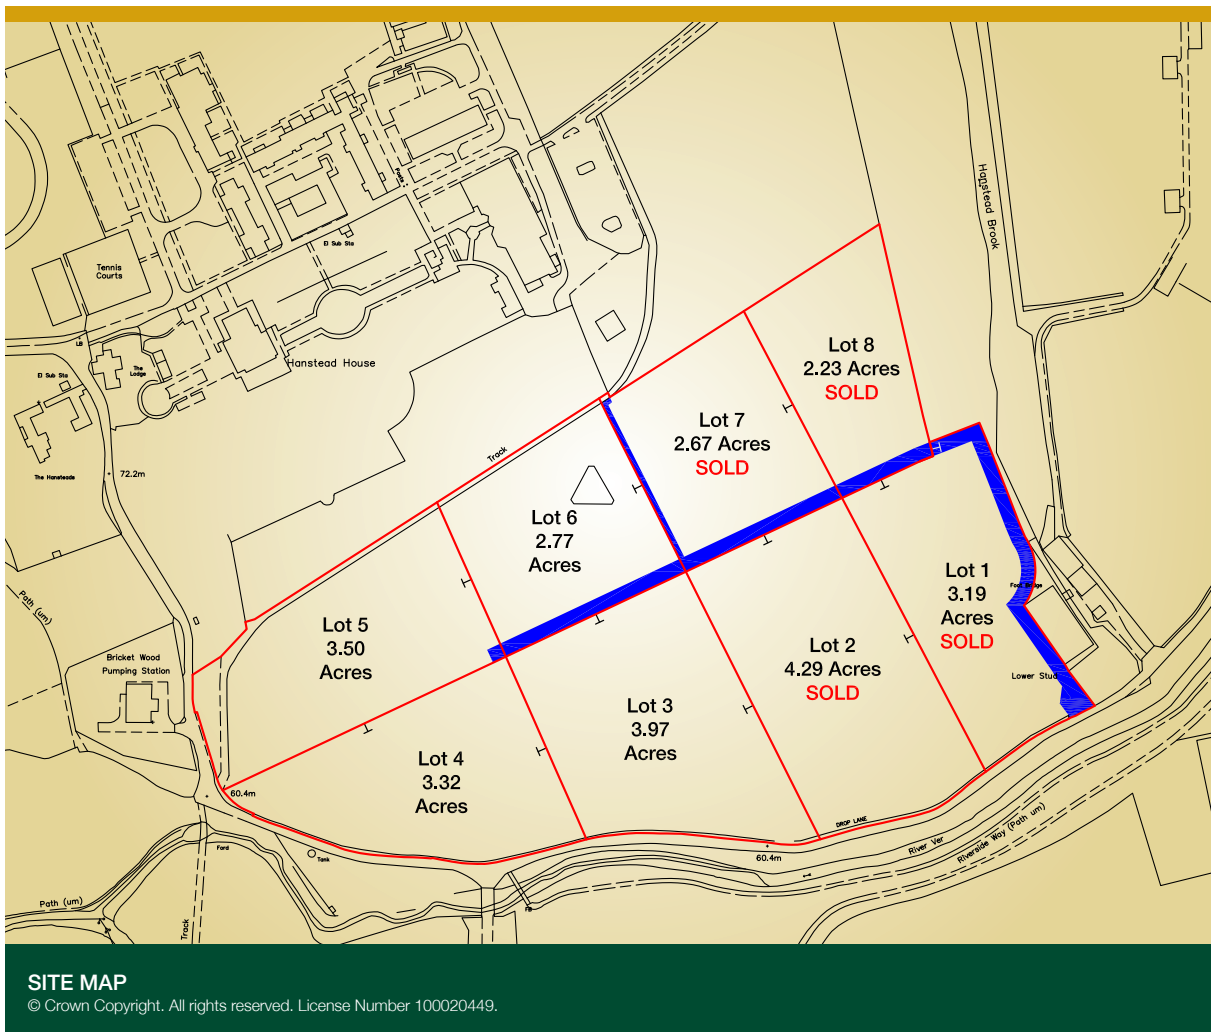 Hanstead Brook
El Sub Sta
Tennis
Courts
LB
The
Lodge
Hanstead House
El Sub Sta
The Hansteads
72.2m
Track
Lot 8
2.23 Acres
SOLD
Lot 7
2.67 Acres
SOLD
Lot 6
2.77
Acres
Lot 1
3.19
Acres
SOLD
Lot 5
3.50
Acres
Lot 2
4.29 Acres
SOLD
Lot 3
3.97
Acres
Lot 4
3.32
Acres
Path (um)
Bricket Wood
Pumping Station
Lower Stud
60.4m
Ford
Tank
DROP LANE
60.4m
River Ver
Riverside Way (Path um)
Path (um)
Track
FB
SITE MAP
© Crown Copyright. All rights reserved. License Number 100020449.